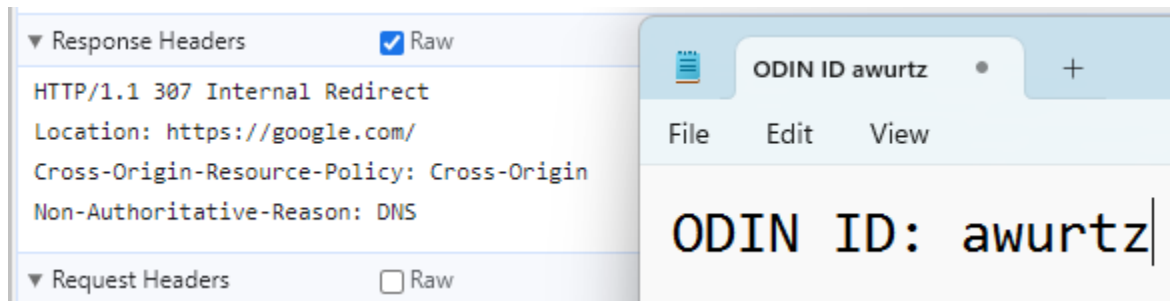 ▼ Response Headers Raw
HTTP/1.1 307 Internal Redirect
Location: https://google.com/
Cross-Origin-Resource-Policy: Cross-Origin
Non-Authoritative-Reason: DNS
▼ Request Headers Raw
ODIN ID awurtz
File Edit View
ODIN ID: awurtz